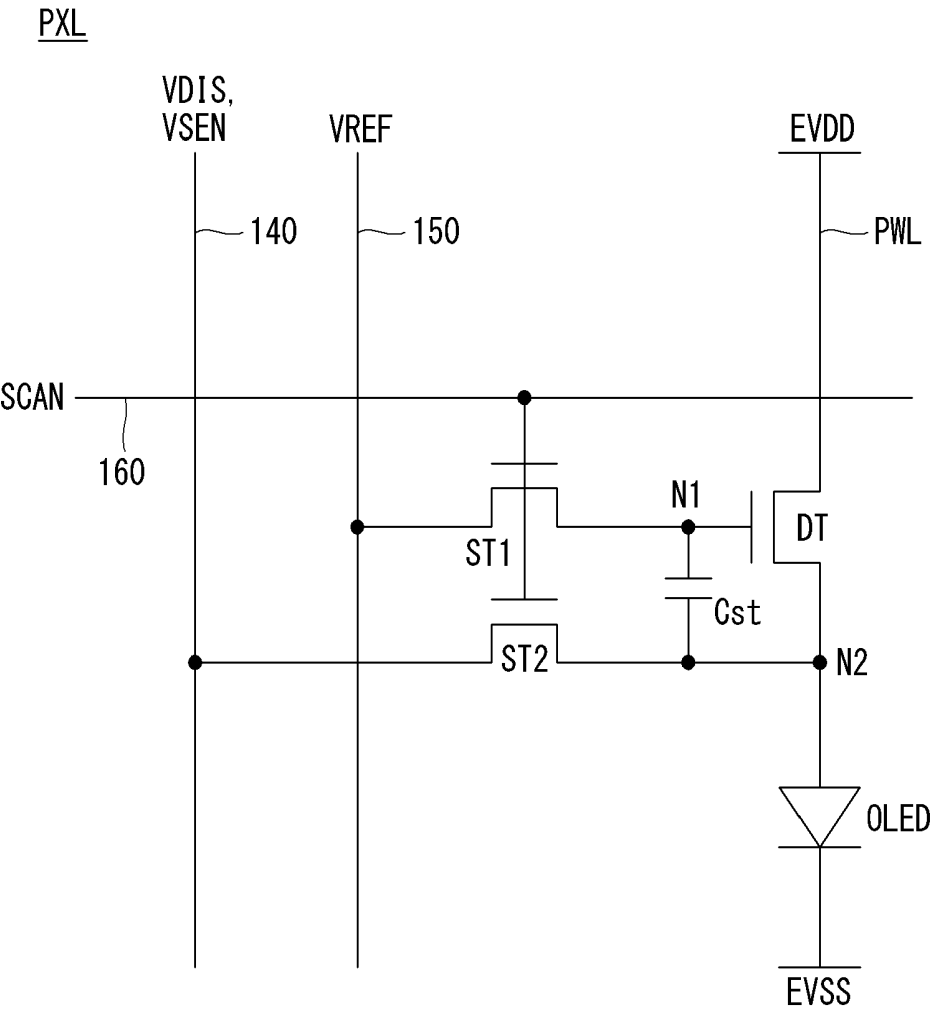 PXL
VDIS,
VSEN
VREF
EVDD
140
150
PWL
SCAN
160
N1
DT
ST1
Cst
ST2
N2
OLED
EVSS